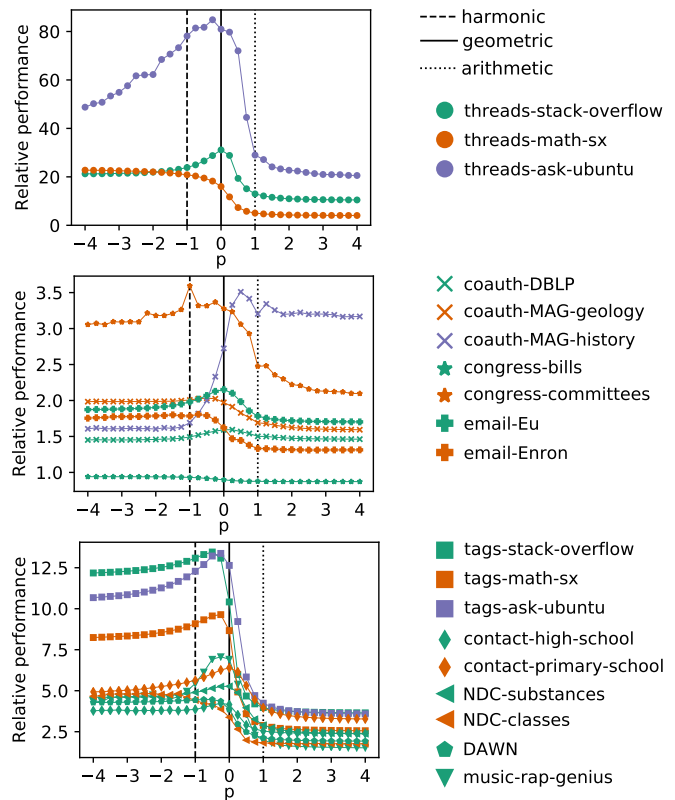 Relative performance
80
60
40
20
0
−4 −3 −2 −1 0 1 2 3 4
p
harmonic
geometric
arithmetic
threads-stack-overflow
threads-math-sx
threads-ask-ubuntu
Relative performance
3.5
3.0
2.5
2.0
1.5
1.0
−4 −3 −2 −1 0 1 2 3 4
p
coauth-DBLP
coauth-MAG-geology
coauth-MAG-history
congress-bills
congress-committees
email-Eu
email-Enron
Relative performance
12.5
10.0
7.5
5.0
2.5
−4 −3 −2 −1 0 1 2 3 4
p
tags-stack-overflow
tags-math-sx
tags-ask-ubuntu
contact-high-school
contact-primary-school
NDC-substances
NDC-classes
DAWN
music-rap-genius